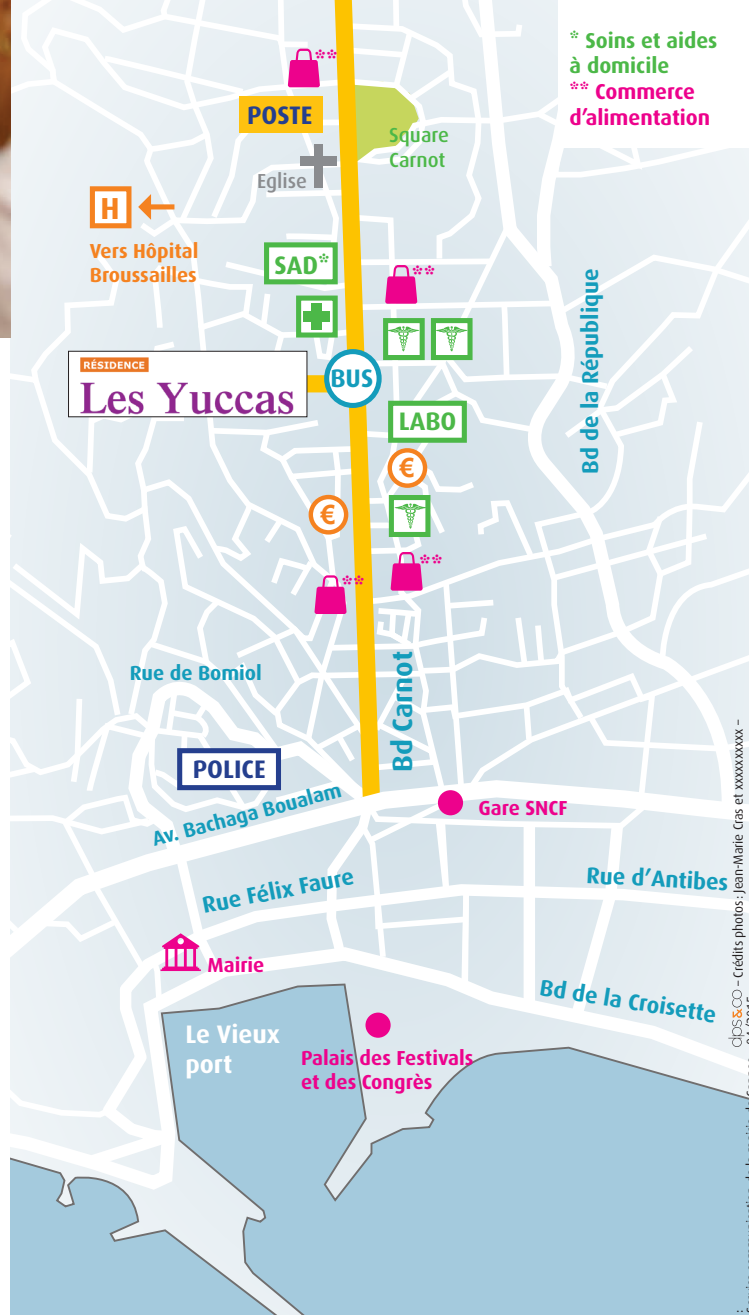 * Soins et aides
à domicile
** Commerce
d'alimentation
**
POSTE
Square
Carnot
Eglise
H
Vers Hôpital
Broussailles
SAD*
**
RÉSIDENCE
Les Yuccas
BUS
LABO
€
€
**
**
Bd de la République
Rue de Bomiol
Bd Carnot
POLICE
Av. Bachaga Boualam
Gare SNCF
Rue Félix Faure
Rue d'Antibes
Mairie
Bd de la Croisette
Le Vieux
port
Palais des Festivals
et des Congrès
dps&CO – Crédits photos : Jean-Marie Cras et xxxxxxxxxx –